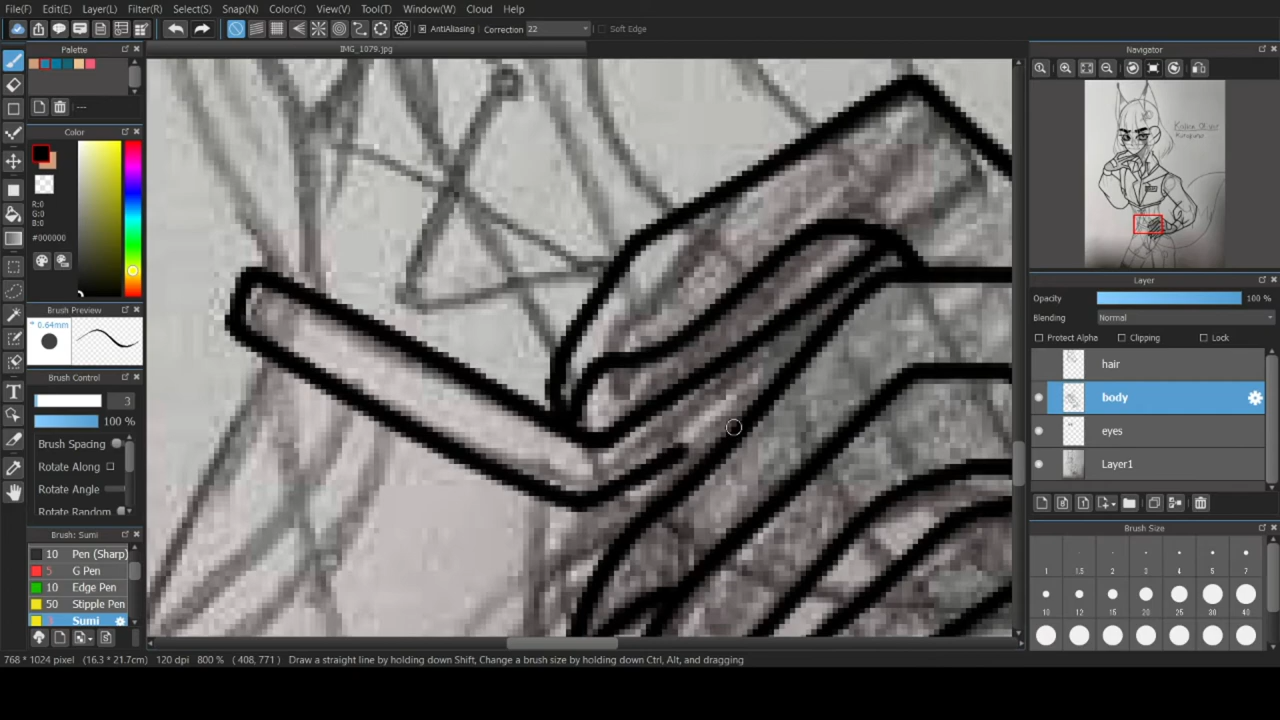 File(F) Edit(E) Layer(L) Filter(R) Select(S) Snap(N) Color(C) View(V) Tool(T) Window(W) Cloud Help
AntiAliasing Correction 22 Soft Edge
Palette
IMG_1079.jpg
Navigator
---
Color
R:0
G:0
B:0
#000000
Brush Preview
* 0.64mm
Brush Control
3
100 %
Brush Spacing
Rotate Along
Rotate Angle
Rotate Random
Brush: Sumi
10 Pen (Sharp)
5 G Pen
10 Edge Pen
50 Stipple Pen
Sumi
Layer
Opacity 100 %
Blending Normal
Protect Alpha Clipping Lock
hair
body
eyes
Layer1
Brush Size
1 1.5 2 3 4 5 7
10 12 15 20 25 30 40
768 * 1024 pixel (16.3 * 21.7cm) 120 dpi 800 % ( 408, 771 ) Draw a straight line by holding down Shift, Change a brush size by holding down Ctrl, Alt, and dragging